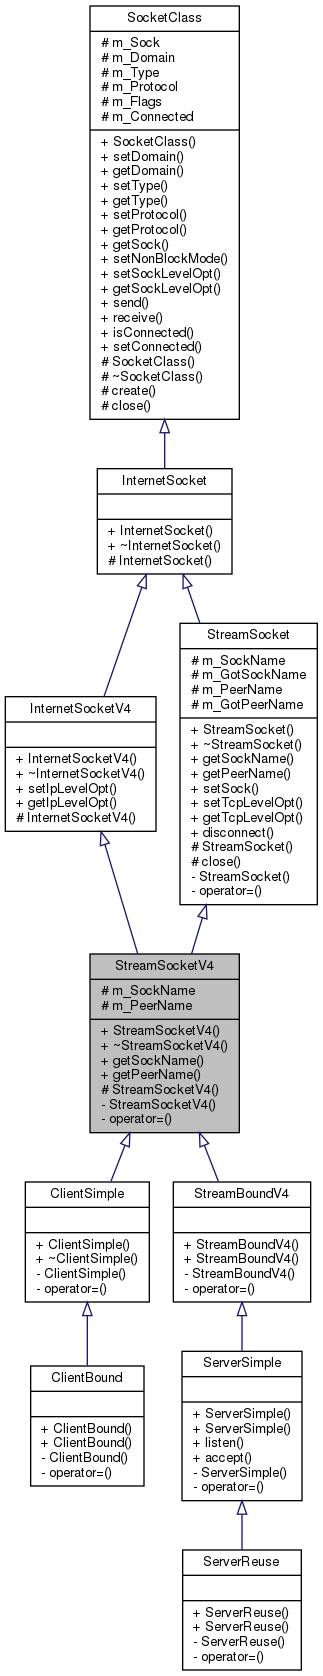 SocketClass
# m_Sock
# m_Domain
# m_Type
# m_Protocol
# m_Flags
# m_Connected
+ SocketClass()
+ setDomain()
+ getDomain()
+ setType()
+ getType()
+ setProtocol()
+ getProtocol()
+ getSock()
+ setNonBlockMode()
+ setSockLevelOpt()
+ getSockLevelOpt()
+ send()
+ receive()
+ isConnected()
+ setConnected()
# SocketClass()
# ~SocketClass()
# create()
# close()
InternetSocket
+ InternetSocket()
+ ~InternetSocket()
# InternetSocket()
StreamSocket
# m_SockName
# m_GotSockName
# m_PeerName
# m_GotPeerName
+ StreamSocket()
+ ~StreamSocket()
+ getSockName()
+ getPeerName()
+ setSock()
+ setTcpLevelOpt()
+ getTcpLevelOpt()
+ disconnect()
# StreamSocket()
# close()
- StreamSocket()
- operator=()
InternetSocketV4
+ InternetSocketV4()
+ ~InternetSocketV4()
+ setIpLevelOpt()
+ getIpLevelOpt()
# InternetSocketV4()
StreamSocketV4
# m_SockName
# m_PeerName
+ StreamSocketV4()
+ ~StreamSocketV4()
+ getSockName()
+ getPeerName()
# StreamSocketV4()
- StreamSocketV4()
- operator=()
ClientSimple
+ ClientSimple()
+ ~ClientSimple()
- ClientSimple()
- operator=()
StreamBoundV4
+ StreamBoundV4()
+ StreamBoundV4()
- StreamBoundV4()
- operator=()
ClientBound
+ ClientBound()
+ ClientBound()
- ClientBound()
- operator=()
ServerSimple
+ ServerSimple()
+ ServerSimple()
+ listen()
+ accept()
- ServerSimple()
- operator=()
ServerReuse
+ ServerReuse()
+ ServerReuse()
- ServerReuse()
- operator=()